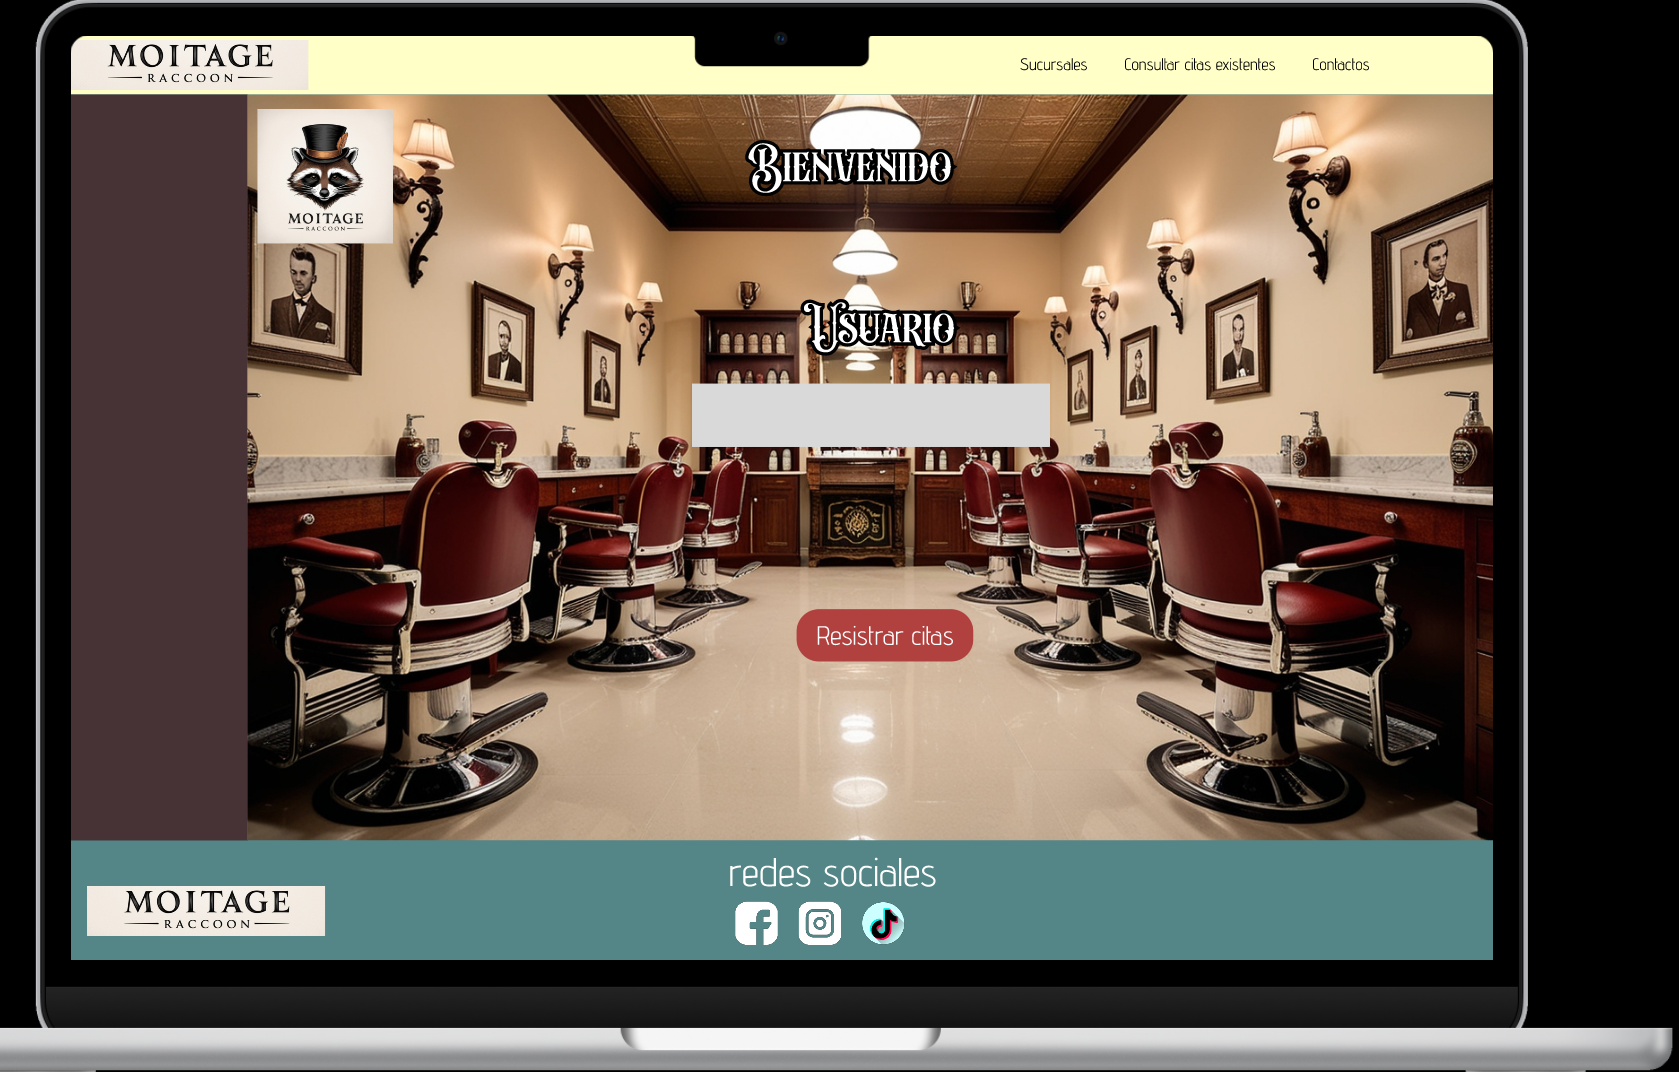 MOITAGE
RACCOON
Sucursales
Consultar citas existentes
Contactos
MOITAGE
RACCOON
Bienvenido
Usuario
Resistrar citas
redes sociales
MOITAGE
RACCOON